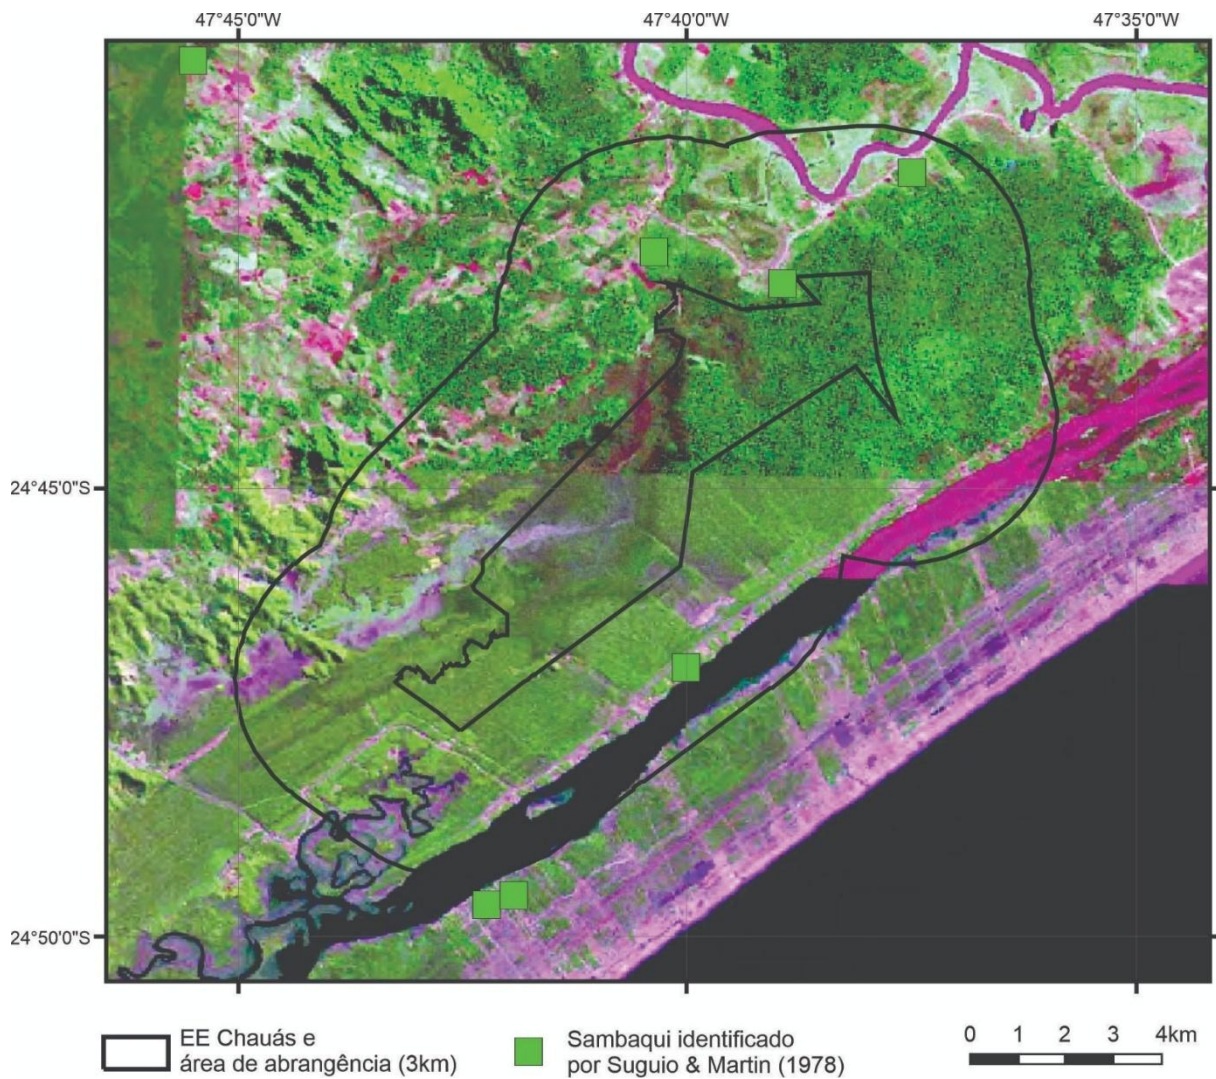 47°45'0"W 47°40'0"W 47°35'0"W
24°45'0"S
24°50'0"S
EE Chauás e
área de abrangência (3km)
Sambaqui identificado
por Suguio & Martin (1978)
0 1 2 3 4km